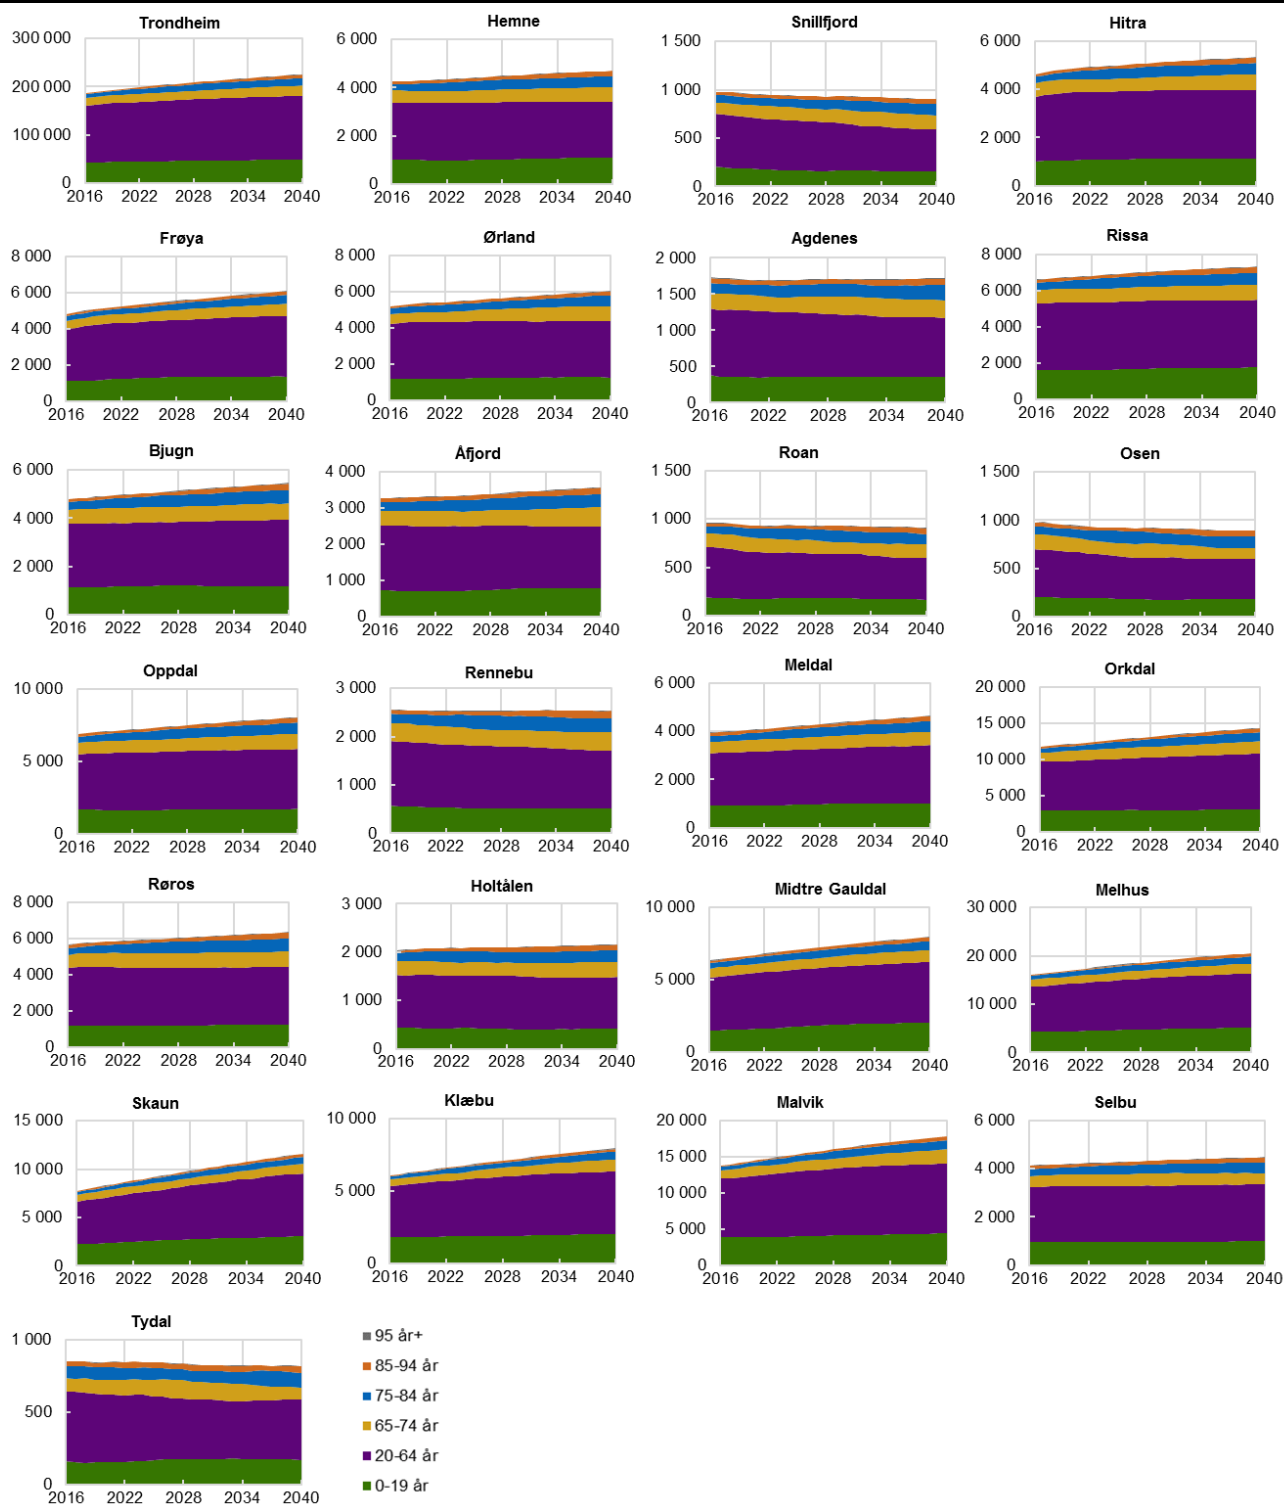 Trondheim
300 000
200 000
100 000
0
2016 2022 2028 2034 2040
Hemne
6 000
4 000
2 000
0
2016 2022 2028 2034 2040
Snillfjord
1 500
1 000
500
0
2016 2022 2028 2034 2040
Hitra
6 000
4 000
2 000
0
2016 2022 2028 2034 2040
Frøya
8 000
6 000
4 000
2 000
0
2016 2022 2028 2034 2040
Ørland
8 000
6 000
4 000
2 000
0
2016 2022 2028 2034 2040
Agdenes
2 000
1 500
1 000
500
0
2016 2022 2028 2034 2040
Rissa
8 000
6 000
4 000
2 000
0
2016 2022 2028 2034 2040
Bjugn
6 000
4 000
2 000
0
2016 2022 2028 2034 2040
Åfjord
4 000
3 000
2 000
1 000
0
2016 2022 2028 2034 2040
Roan
1 500
1 000
500
0
2016 2022 2028 2034 2040
Osen
1 500
1 000
500
0
2016 2022 2028 2034 2040
Oppdal
10 000
5 000
0
2016 2022 2028 2034 2040
Rennebu
3 000
2 000
1 000
0
2016 2022 2028 2034 2040
Meldal
6 000
4 000
2 000
0
2016 2022 2028 2034 2040
Orkdal
20 000
15 000
10 000
5 000
0
2016 2022 2028 2034 2040
Røros
8 000
6 000
4 000
2 000
0
2016 2022 2028 2034 2040
Holtålen
3 000
2 000
1 000
0
2016 2022 2028 2034 2040
Midtre Gauldal
10 000
5 000
0
2016 2022 2028 2034 2040
Melhus
30 000
20 000
10 000
0
2016 2022 2028 2034 2040
Skaun
15 000
10 000
5 000
0
2016 2022 2028 2034 2040
Klæbu
10 000
5 000
0
2016 2022 2028 2034 2040
Malvik
20 000
15 000
10 000
5 000
0
2016 2022 2028 2034 2040
Selbu
6 000
4 000
2 000
0
2016 2022 2028 2034 2040
Tydal
1 000
500
0
2016 2022 2028 2034 2040
95 år+
85-94 år
75-84 år
65-74 år
20-64 år
0-19 år